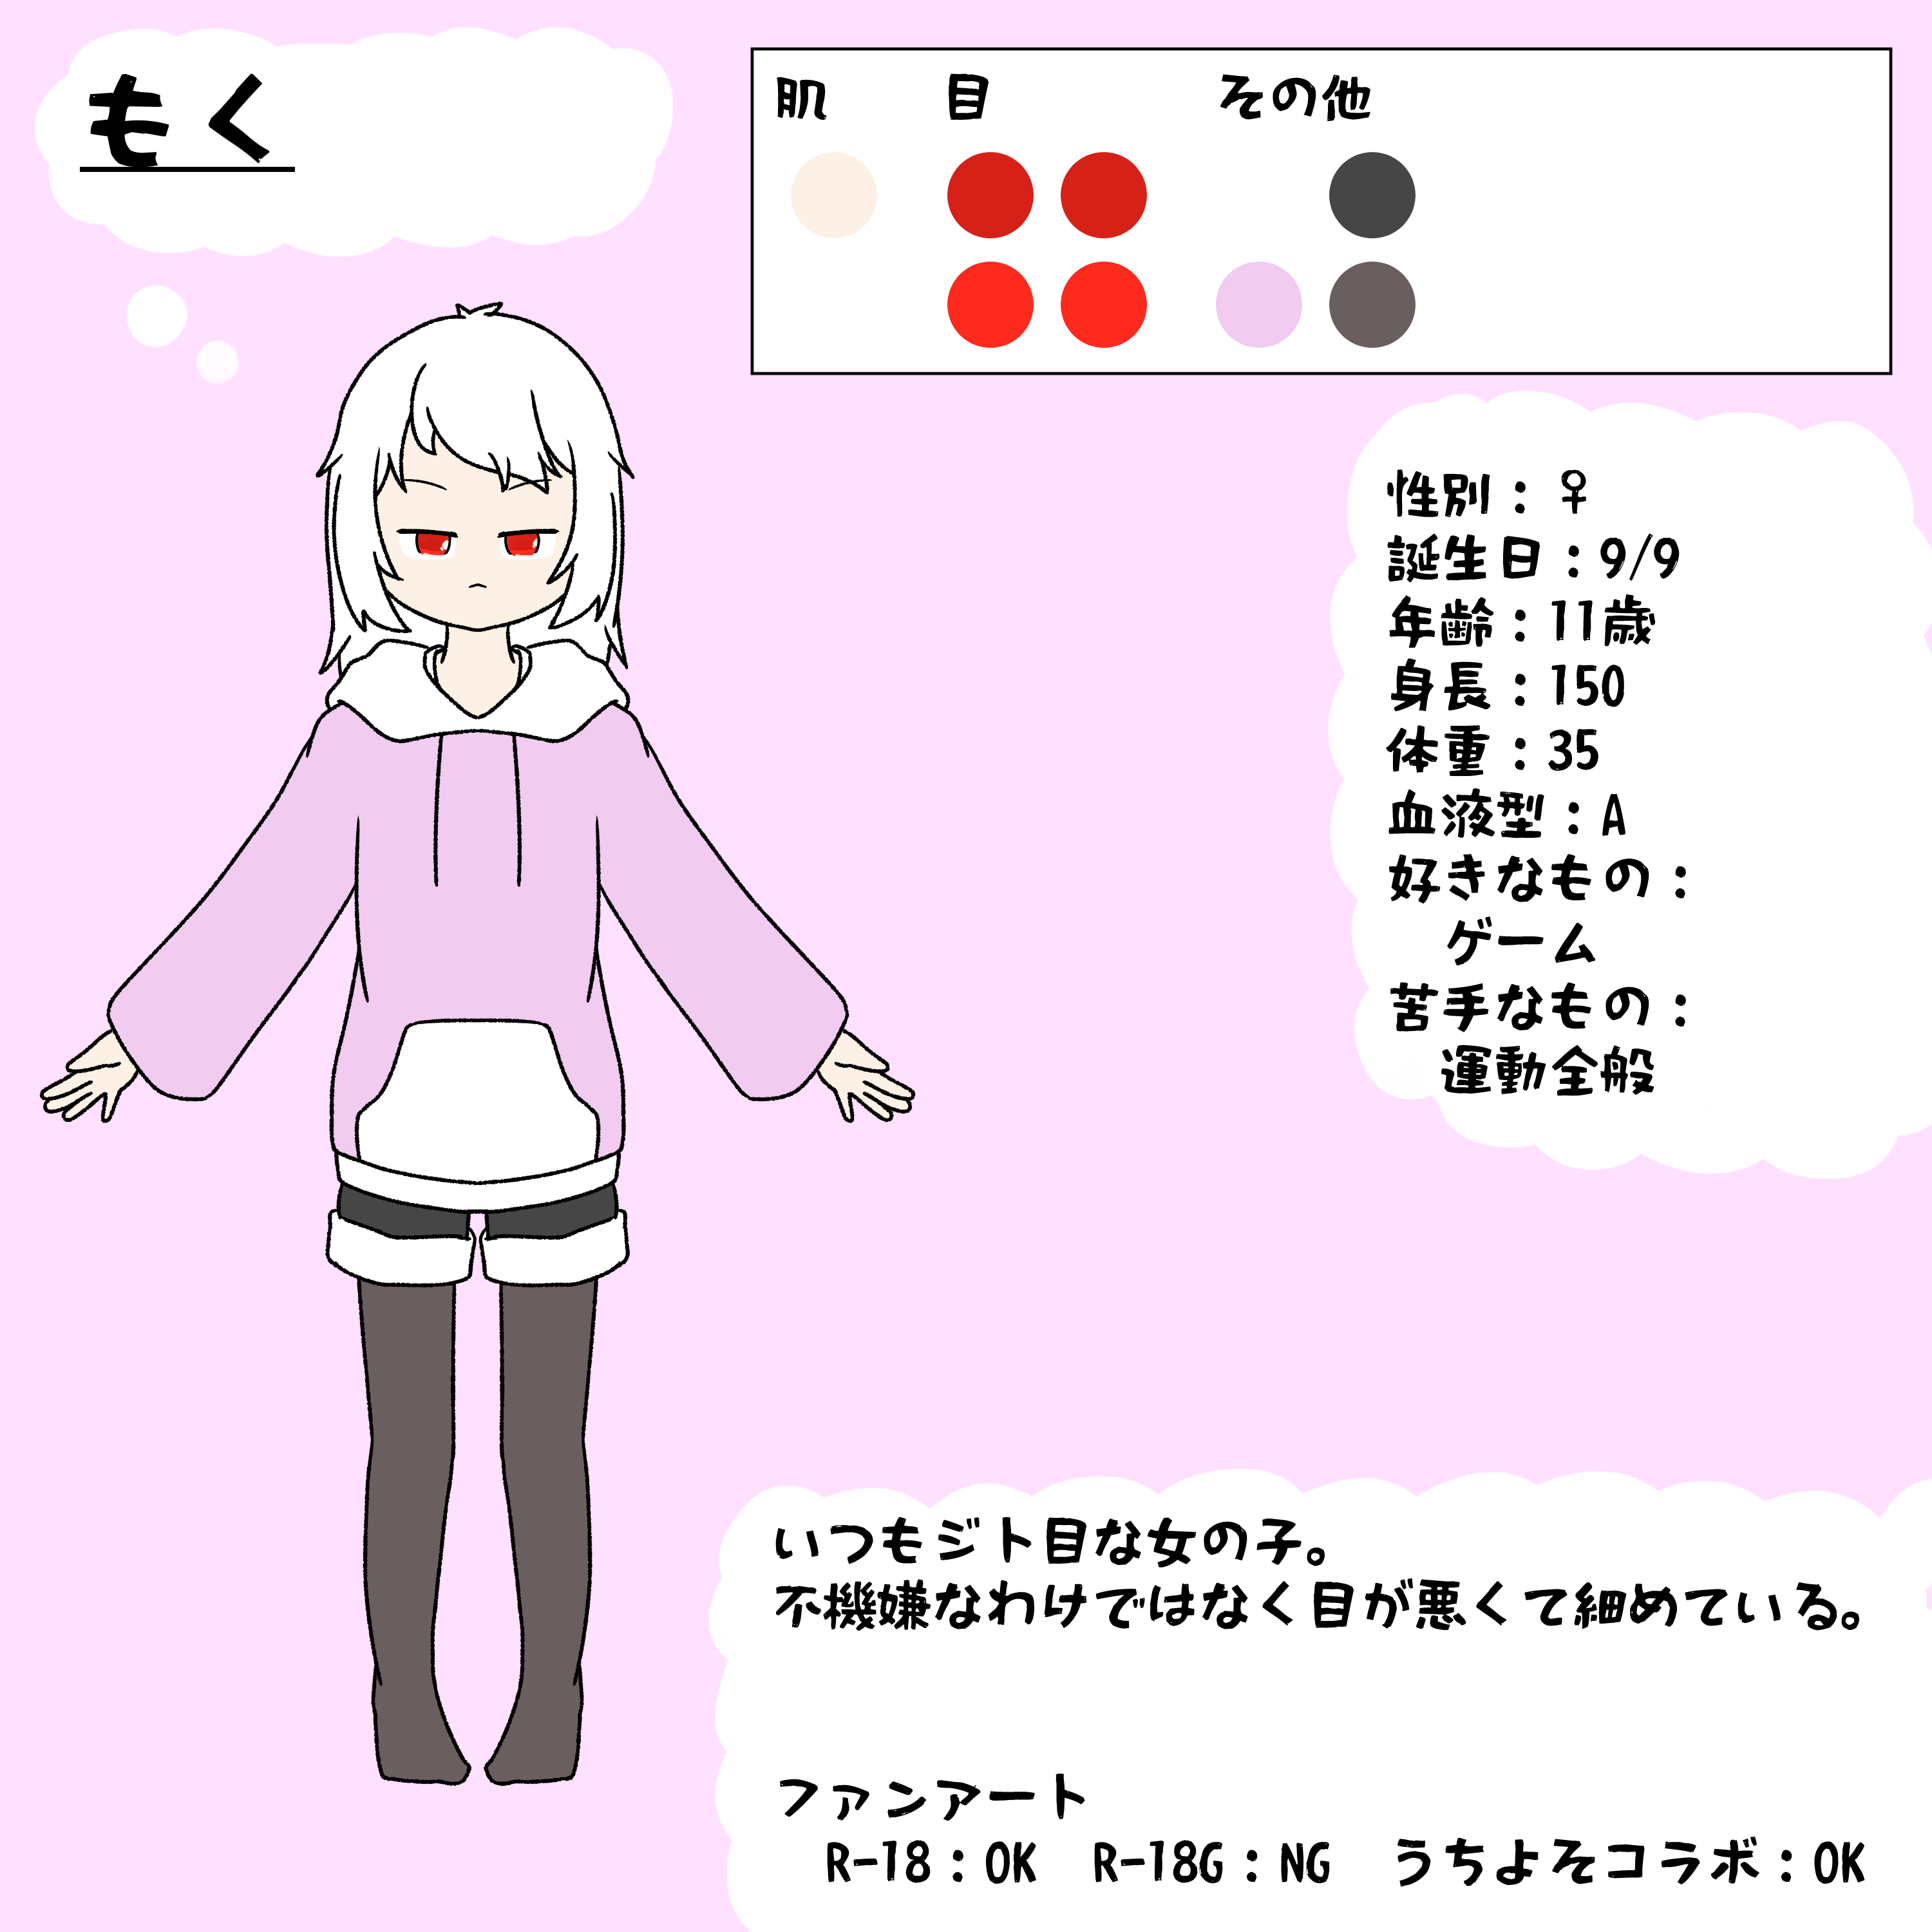 もく
肌 目 その他
性別：♀
誕生日：9/9
年齢：11歳
身長：150
体重：35
血液型：A
好きなもの：
ゲーム
苦手なもの：
運動全般
いつもジト目な女の子。
不機嫌なわけではなく目が悪くて細めている。
ファンアート
R-18：OK R-18G：NG うちよそコラボ：OK